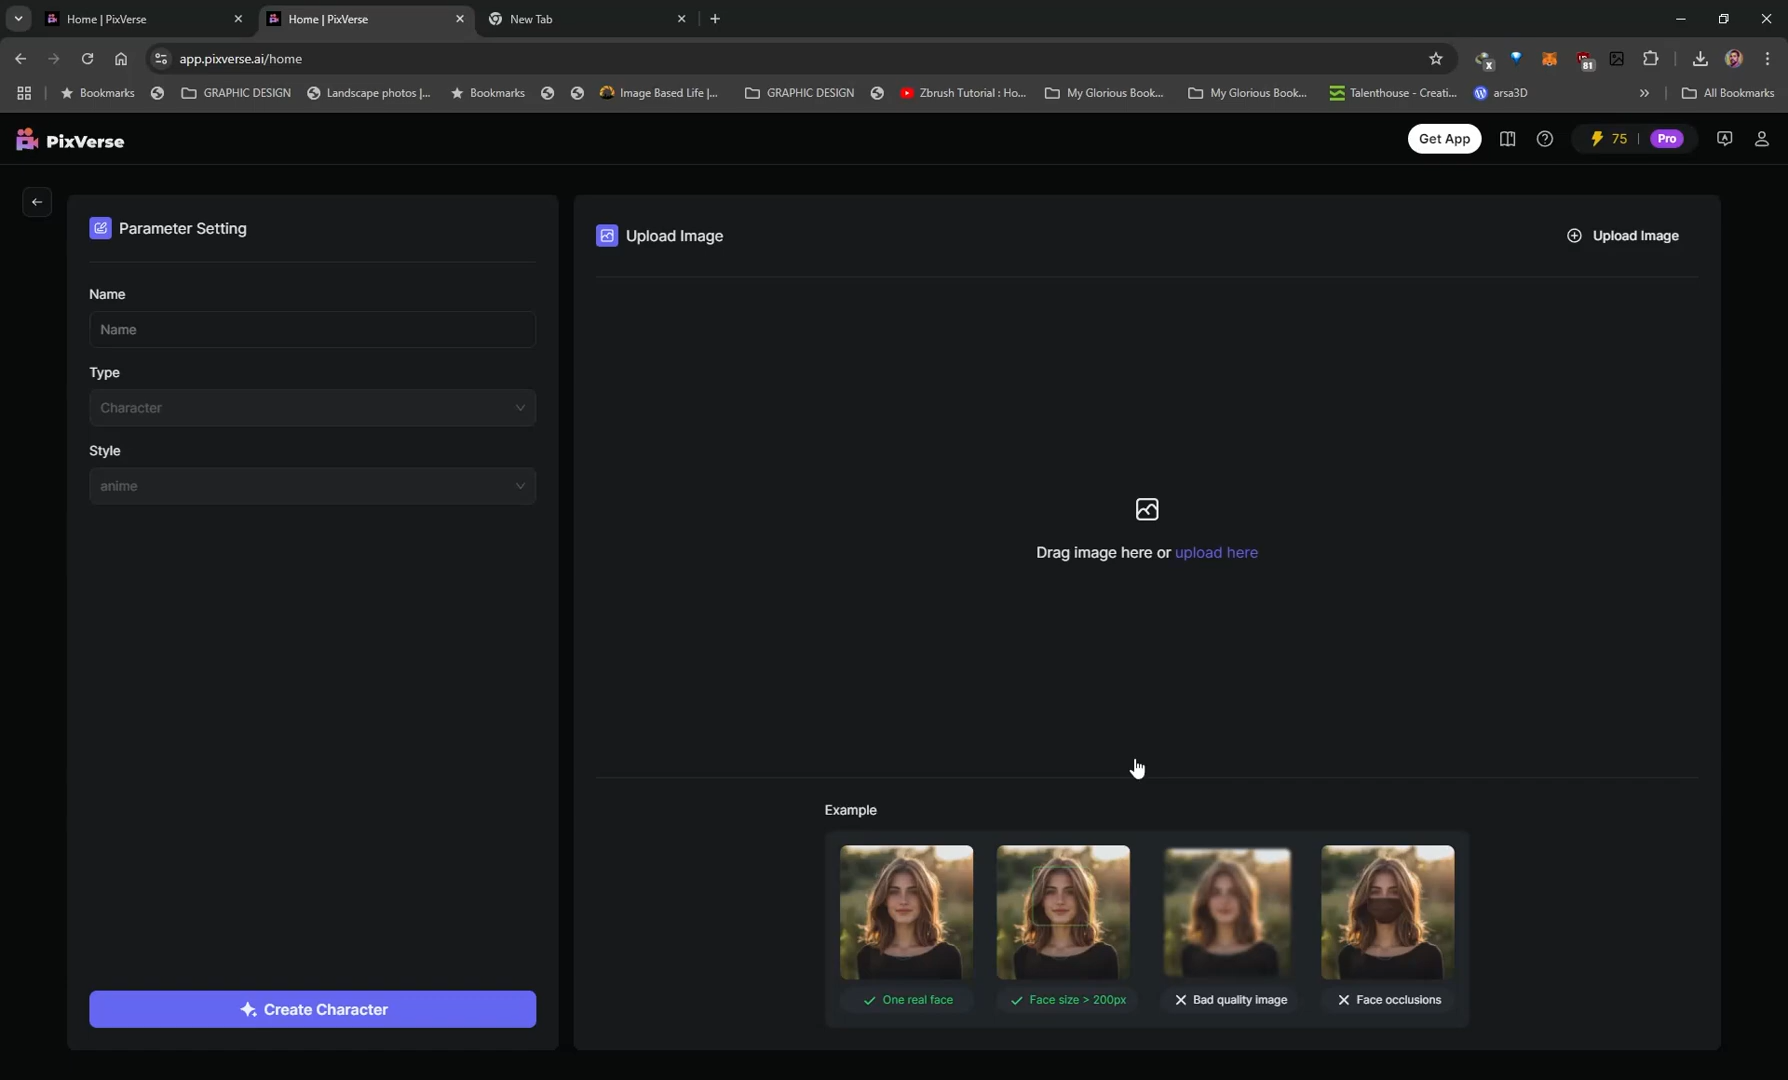 Home | PixVerse
Home | PixVerse
New Tab
app.pixverse.ai/home
X
81
Bookmarks
GRAPHIC DESIGN
Landscape photos |...
Bookmarks
Image Based Life |...
GRAPHIC DESIGN
Zbrush Tutorial : Ho...
My Glorious Book...
My Glorious Book...
Talenthouse - Creati...
arsa3D
»
All Bookmarks
PixVerse
Get App
75
Pro
Parameter Setting
Upload Image
Upload Image
Name
Name
Type
Character
Style
anime
Drag image here or upload here
Example
One real face
Face size > 200px
Bad quality image
Face occlusions
Create Character